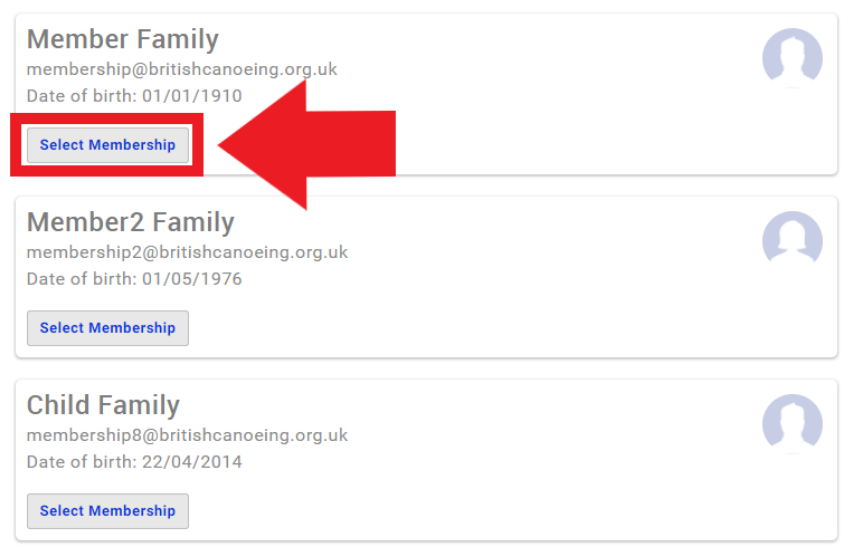 Member Family
membership@britishcanoeing.org.uk
Date of birth: 01/01/1910
Select Membership
Member2 Family
membership2@britishcanoeing.org.uk
Date of birth: 01/05/1976
Select Membership
Child Family
membership8@britishcanoeing.org.uk
Date of birth: 22/04/2014
Select Membership